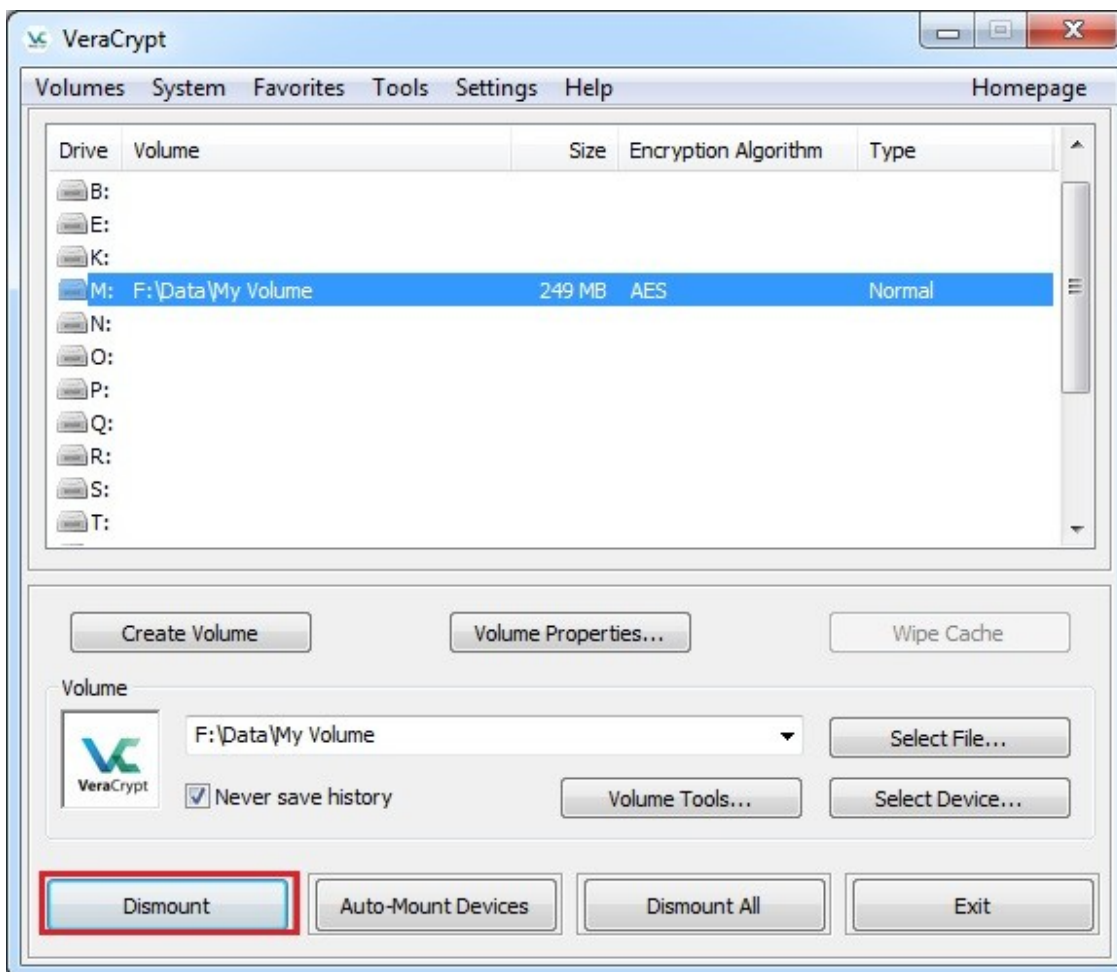 VeraCrypt
Volumes System Favorites Tools Settings Help Homepage
Drive Volume Size Encryption Algorithm Type
B:
E:
K:
M: F:\Data\My Volume 249 MB AES Normal
N:
O:
P:
Q:
R:
S:
T:
Create Volume Volume Properties... Wipe Cache
Volume
F:\Data\My Volume Select File...
VeraCrypt
Never save history Volume Tools... Select Device...
Dismount Auto-Mount Devices Dismount All Exit